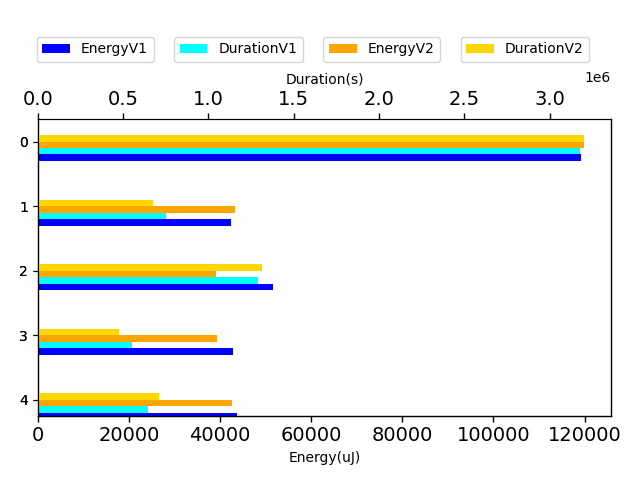 EnergyV1 DurationV1 EnergyV2 DurationV2
Duration(s)
1e6
0.0 0.5 1.0 1.5 2.0 2.5 3.0
0
1
2
3
4
0 20000 40000 60000 80000 100000 120000
Energy(uJ)